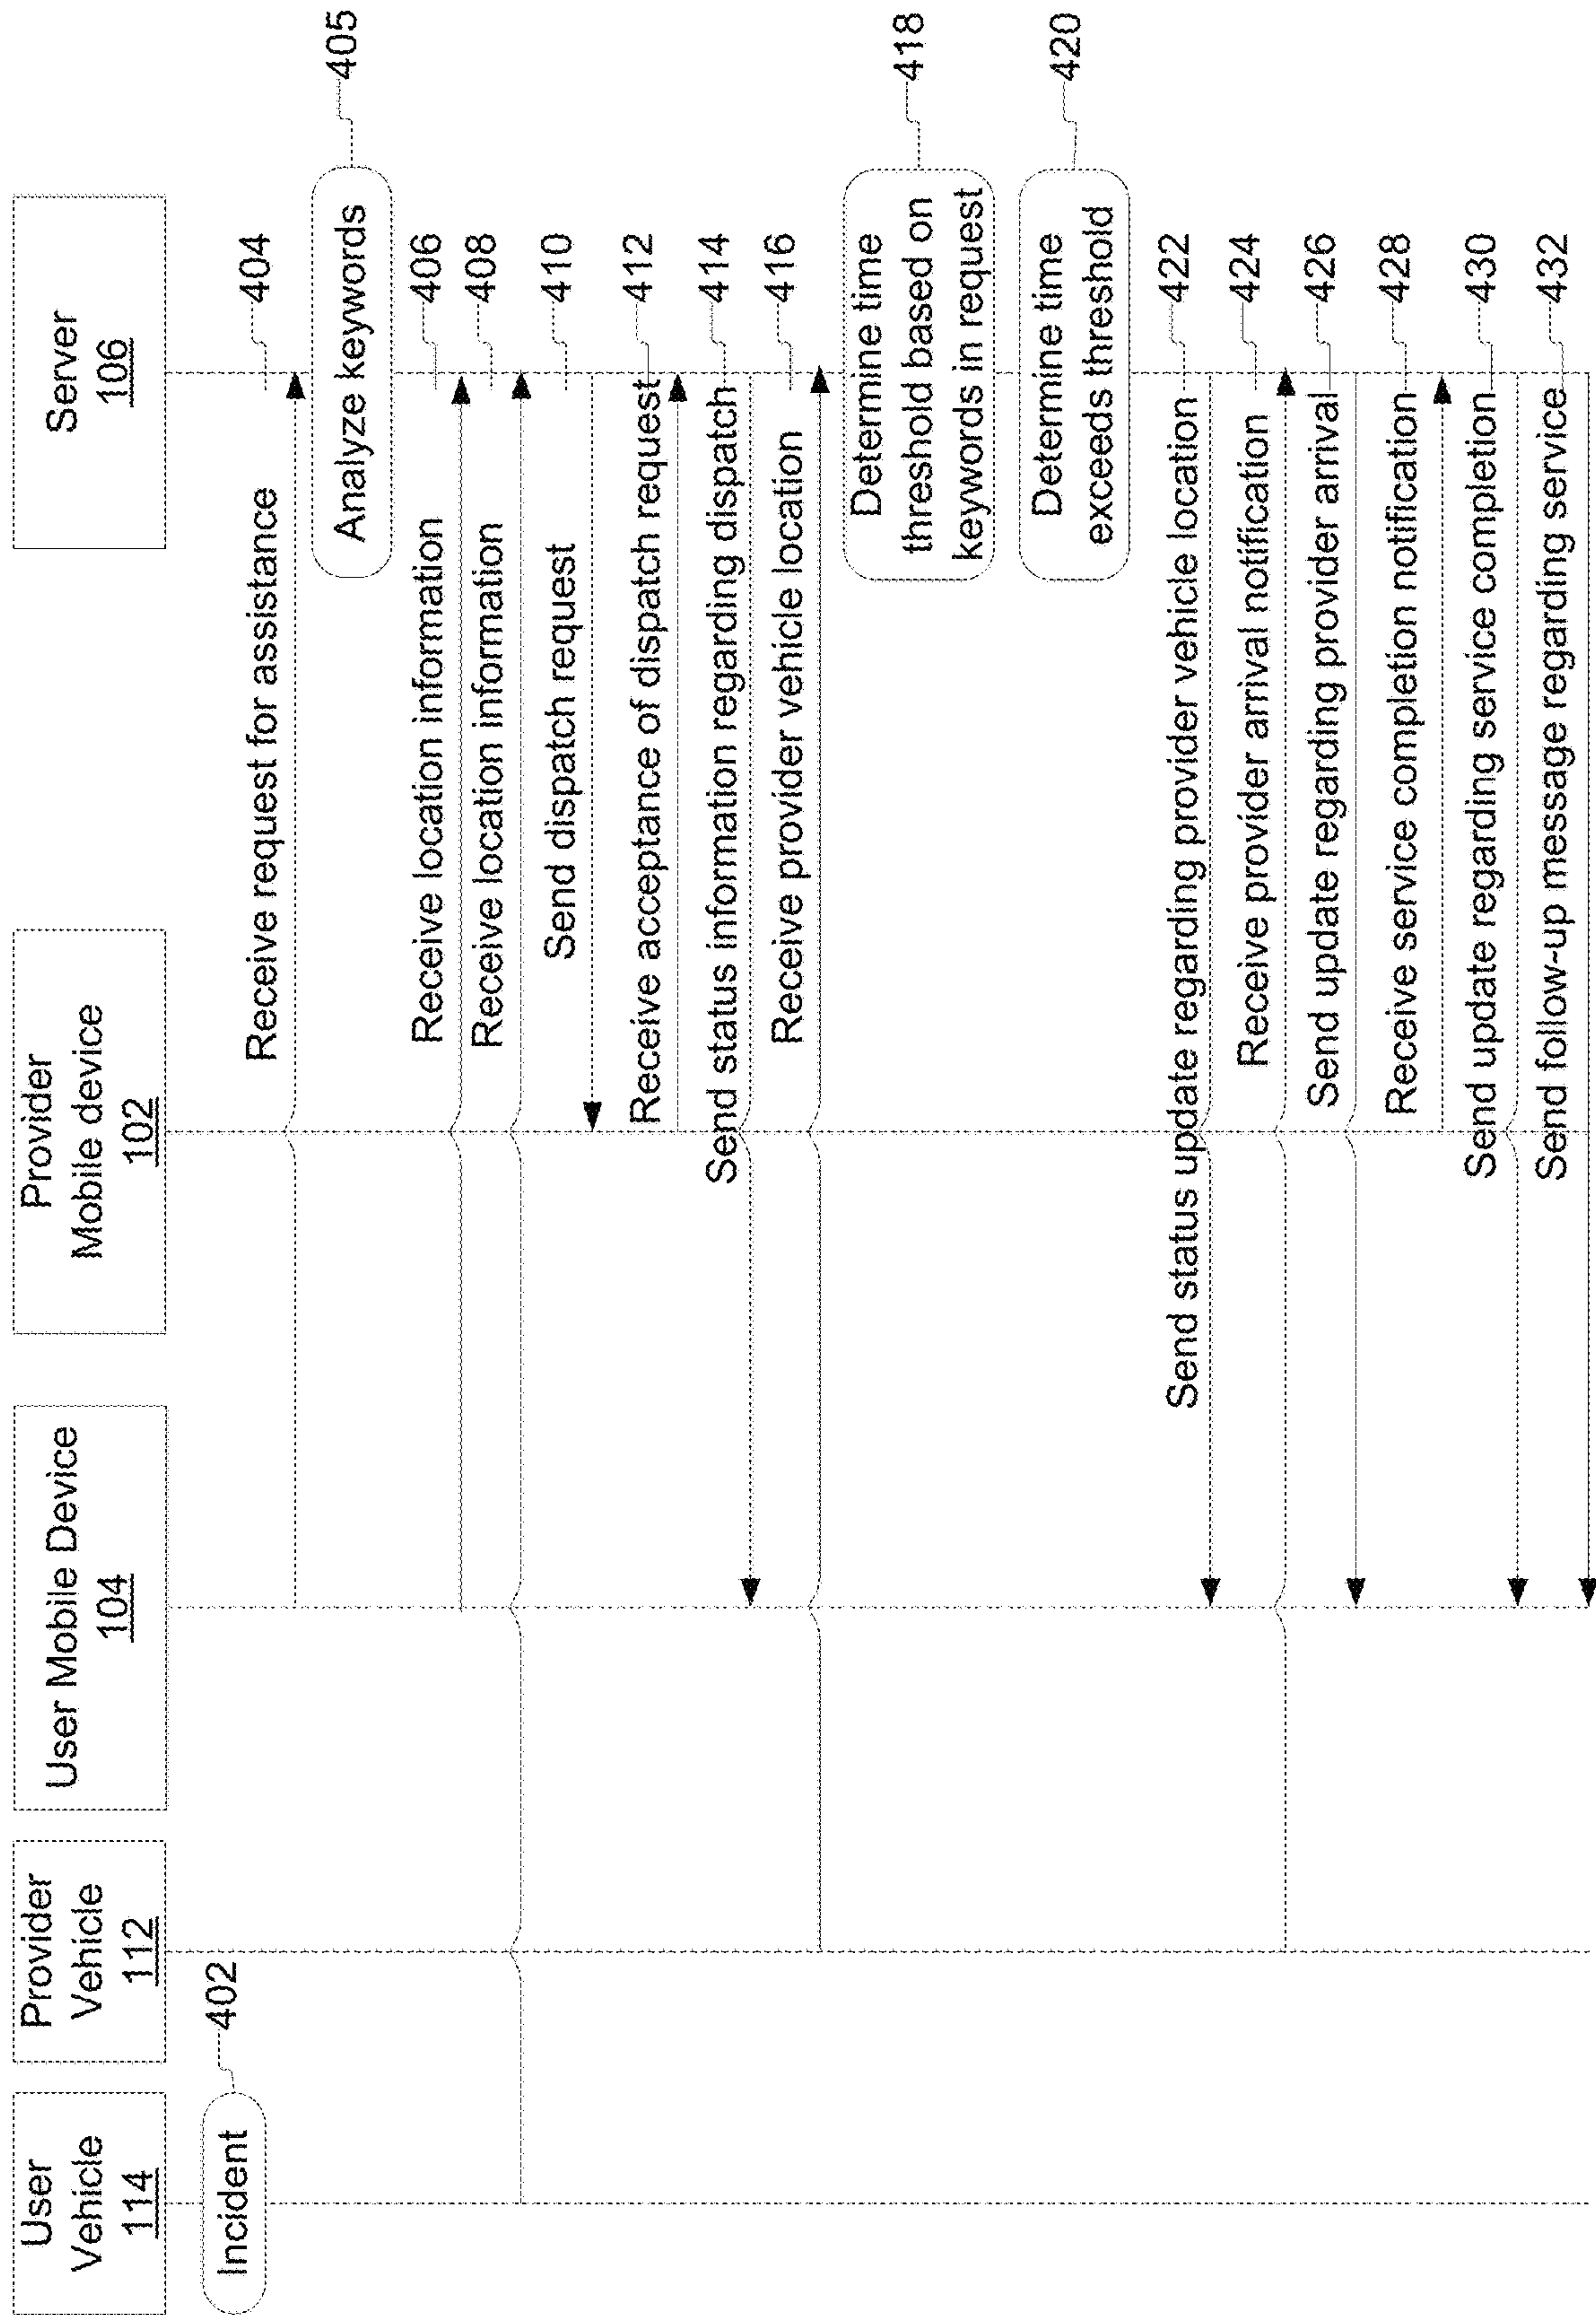 User
Vehicle
114
Provider
Vehicle
112
User Mobile Device
104
Provider
Mobile device
102
Server
106
Incident
402
Receive request for assistance
404
Analyze keywords
405
Receive location information
406
Receive location information
408
Send dispatch request
410
Receive acceptance of dispatch request
412
Send status information regarding dispatch
414
Receive provider vehicle location
416
Determine time
threshold based on
keywords in request
418
Determine time
exceeds threshold
420
Send status update regarding provider vehicle location
422
Receive provider arrival notification
424
Send update regarding provider arrival
426
Receive service completion notification
428
Send update regarding service completion
430
Send follow-up message regarding service
432